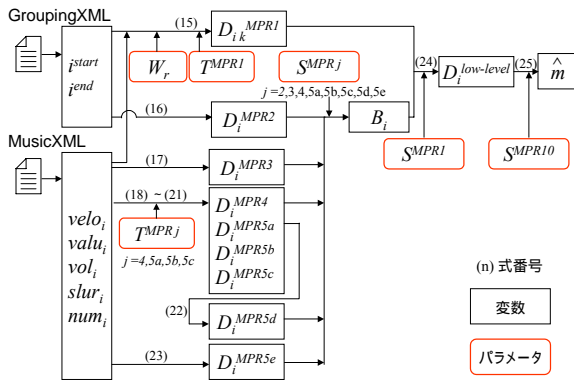 GroupingXML
i^start
i^end
(15)
W_r
T^MPR1
D_ik^MPR1
S^MPRj
j =2,3,4,5a,5b,5c,5d,5e
(24)
D_i^low-level
(25)
m̂
(16)
D_i^MPR2
B_i
S^MPR1
S^MPR10
MusicXML
velo_i
valu_i
vol_i
slur_i
num_i
(17)
D_i^MPR3
(18) ~ (21)
T^MPRj
j =4,5a,5b,5c
D_i^MPR4
D_i^MPR5a
D_i^MPR5b
D_i^MPR5c
(22)
D_i^MPR5d
(23)
D_i^MPR5e
(n) 式番号
変数
パラメータ